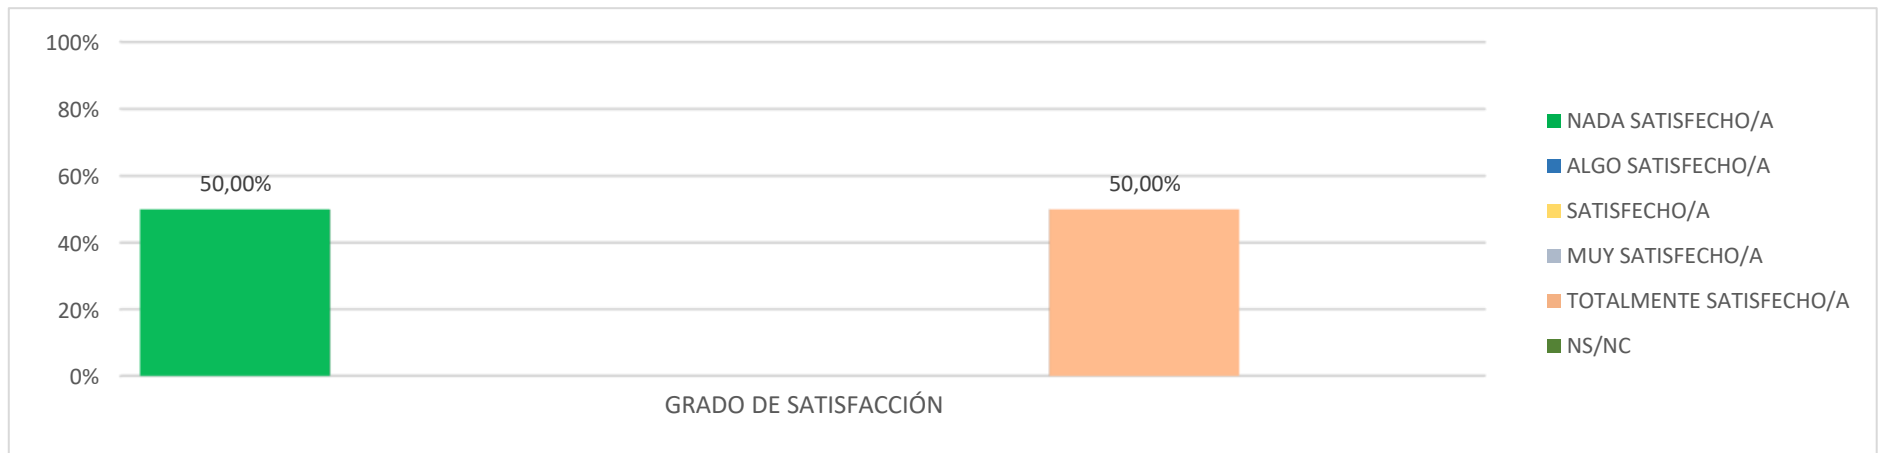 100%
80%
60%
40%
20%
0%
50,00%
50,00%
GRADO DE SATISFACCIÓN
NADA SATISFECHO/A
ALGO SATISFECHO/A
SATISFECHO/A
MUY SATISFECHO/A
TOTALMENTE SATISFECHO/A
NS/NC